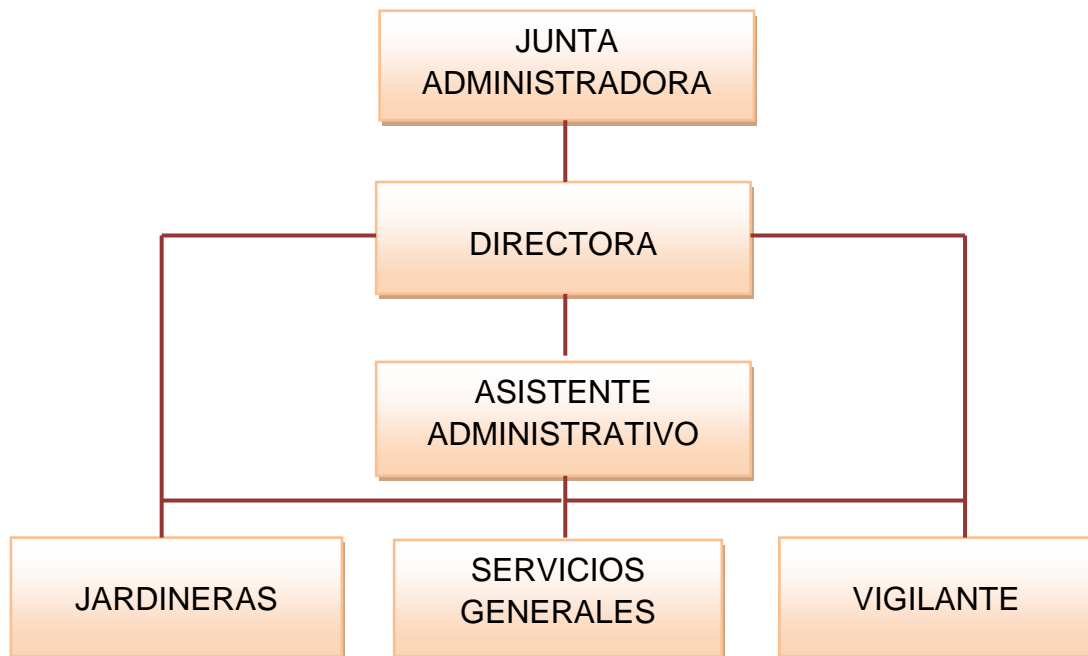 JUNTA
ADMINISTRADORA
DIRECTORA
ASISTENTE
ADMINISTRATIVO
JARDINERAS
SERVICIOS
GENERALES
VIGILANTE